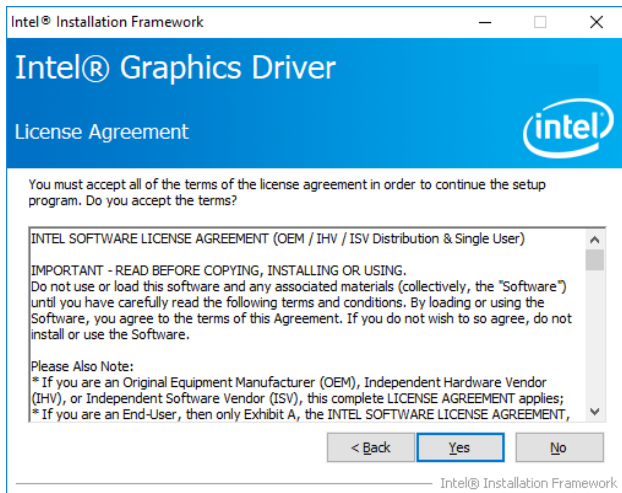 Intel® Installation Framework
Intel® Graphics Driver
License Agreement
intel
You must accept all of the terms of the license agreement in order to continue the setup
program. Do you accept the terms?
INTEL SOFTWARE LICENSE AGREEMENT (OEM / IHV / ISV Distribution & Single User)
IMPORTANT - READ BEFORE COPYING, INSTALLING OR USING.
Do not use or load this software and any associated materials (collectively, the "Software")
until you have carefully read the following terms and conditions. By loading or using the
Software, you agree to the terms of this Agreement. If you do not wish to so agree, do not
install or use the Software.
Please Also Note:
* If you are an Original Equipment Manufacturer (OEM), Independent Hardware Vendor
(IHV), or Independent Software Vendor (ISV), this complete LICENSE AGREEMENT applies;
* If you are an End-User, then only Exhibit A, the INTEL SOFTWARE LICENSE AGREEMENT,
< Back Yes No
Intel® Installation Framework